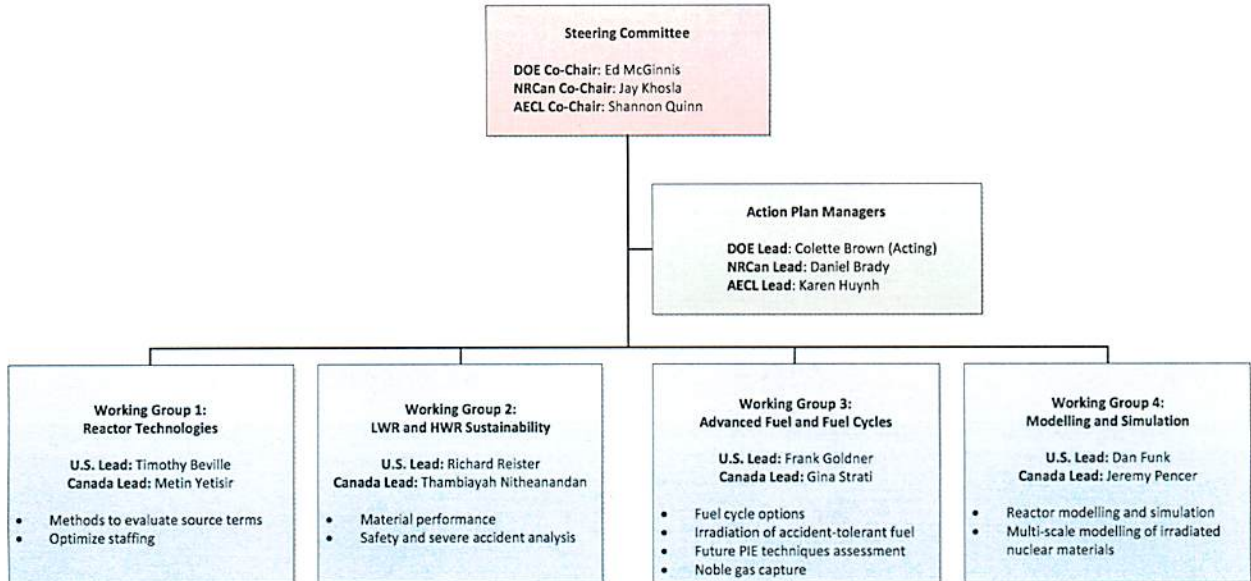 Steering Committee
DOE Co-Chair: Ed McGinnis
NRCan Co-Chair: Jay Khosla
AECL Co-Chair: Shannon Quinn
Action Plan Managers
DOE Lead: Colette Brown (Acting)
NRCan Lead: Daniel Brady
AECL Lead: Karen Huynh
Working Group 1:
Reactor Technologies
U.S. Lead: Timothy Beville
Canada Lead: Metin Yetisir
• Methods to evaluate source terms
• Optimize staffing
Working Group 2:
LWR and HWR Sustainability
U.S. Lead: Richard Reister
Canada Lead: Thambiayah Nitheanandan
• Material performance
• Safety and severe accident analysis
Working Group 3:
Advanced Fuel and Fuel Cycles
U.S. Lead: Frank Goldner
Canada Lead: Gina Strati
• Fuel cycle options
• Irradiation of accident-tolerant fuel
• Future PIE techniques assessment
• Noble gas capture
Working Group 4:
Modelling and Simulation
U.S. Lead: Dan Funk
Canada Lead: Jeremy Pencer
• Reactor modelling and simulation
• Multi-scale modelling of irradiated
nuclear materials